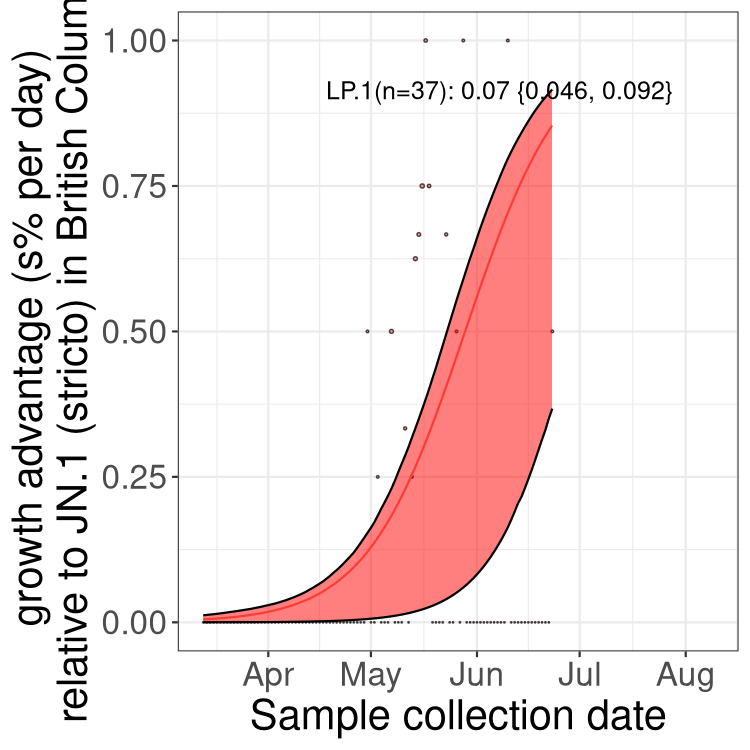 growth advantage (s% per day)
relative to JN.1 (stricto) in British Colum
1.00
0.75
0.50
0.25
0.00
LP.1(n=37): 0.07 {0.046, 0.092}
Apr May Jun Jul Aug
Sample collection date